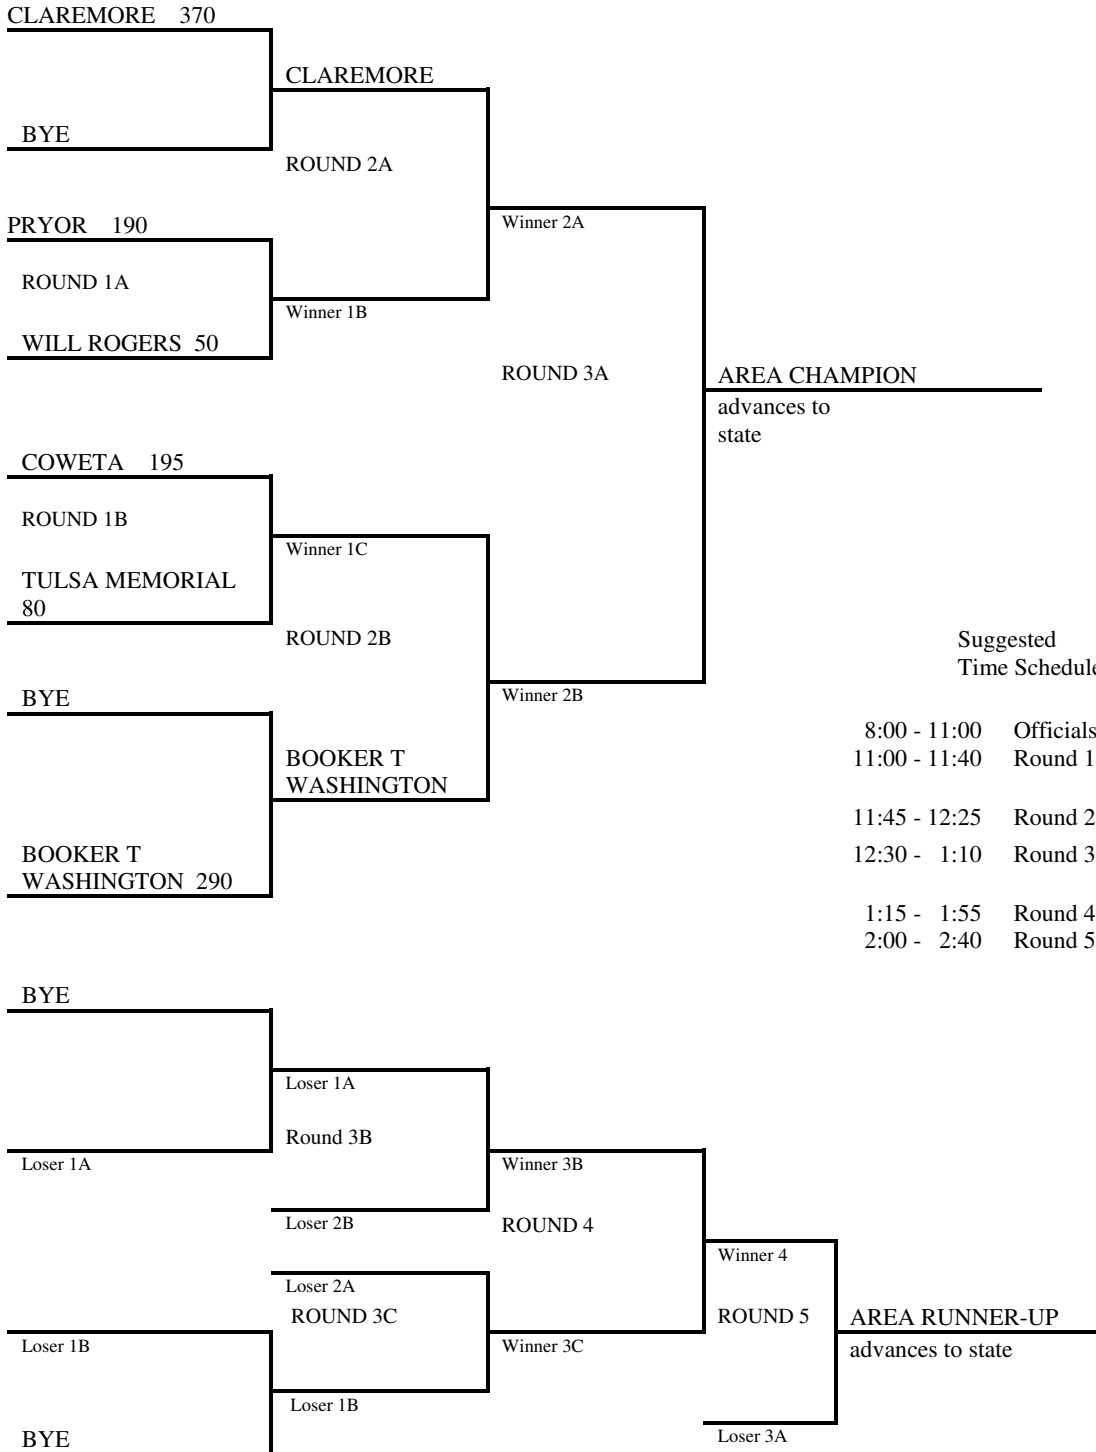 CLAREMORE 370
CLAREMORE
BYE
ROUND 2A
PRYOR 190
Winner 2A
ROUND 1A
Winner 1B
WILL ROGERS 50
ROUND 3A
AREA CHAMPION
advances to
state
COWETA 195
ROUND 1B
Winner 1C
TULSA MEMORIAL
80
ROUND 2B
Suggested
Time Schedule
BYE
Winner 2B
8:00 - 11:00 Officials
BOOKER T
WASHINGTON
11:00 - 11:40 Round 1
11:45 - 12:25 Round 2
BOOKER T
WASHINGTON 290
12:30 - 1:10 Round 3
1:15 - 1:55 Round 4
2:00 - 2:40 Round 5
BYE
Loser 1A
Round 3B
Loser 1A
Winner 3B
Loser 2B
ROUND 4
Winner 4
Loser 2A
ROUND 3C
ROUND 5
AREA RUNNER-UP
Loser 1B
Winner 3C
advances to state
Loser 1B
BYE
Loser 3A